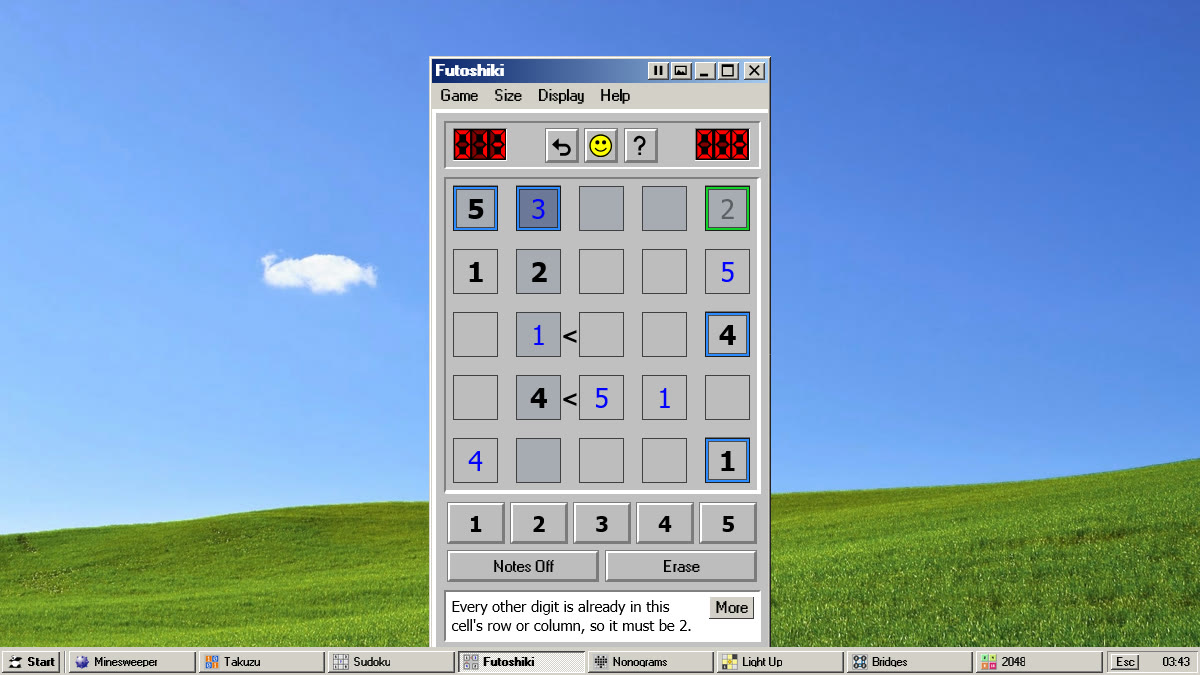 Futoshiki
Game Size Display Help
?
5 3 2
1 2 5
1 < 4
4 < 5 1
4 1
1 2 3 4 5
Notes Off Erase
Every other digit is already in this More
cell's row or column, so it must be 2.
Start Minesweeper Takuzu Sudoku Futoshiki Nonograms Light Up Bridges 2048 Esc 03:43